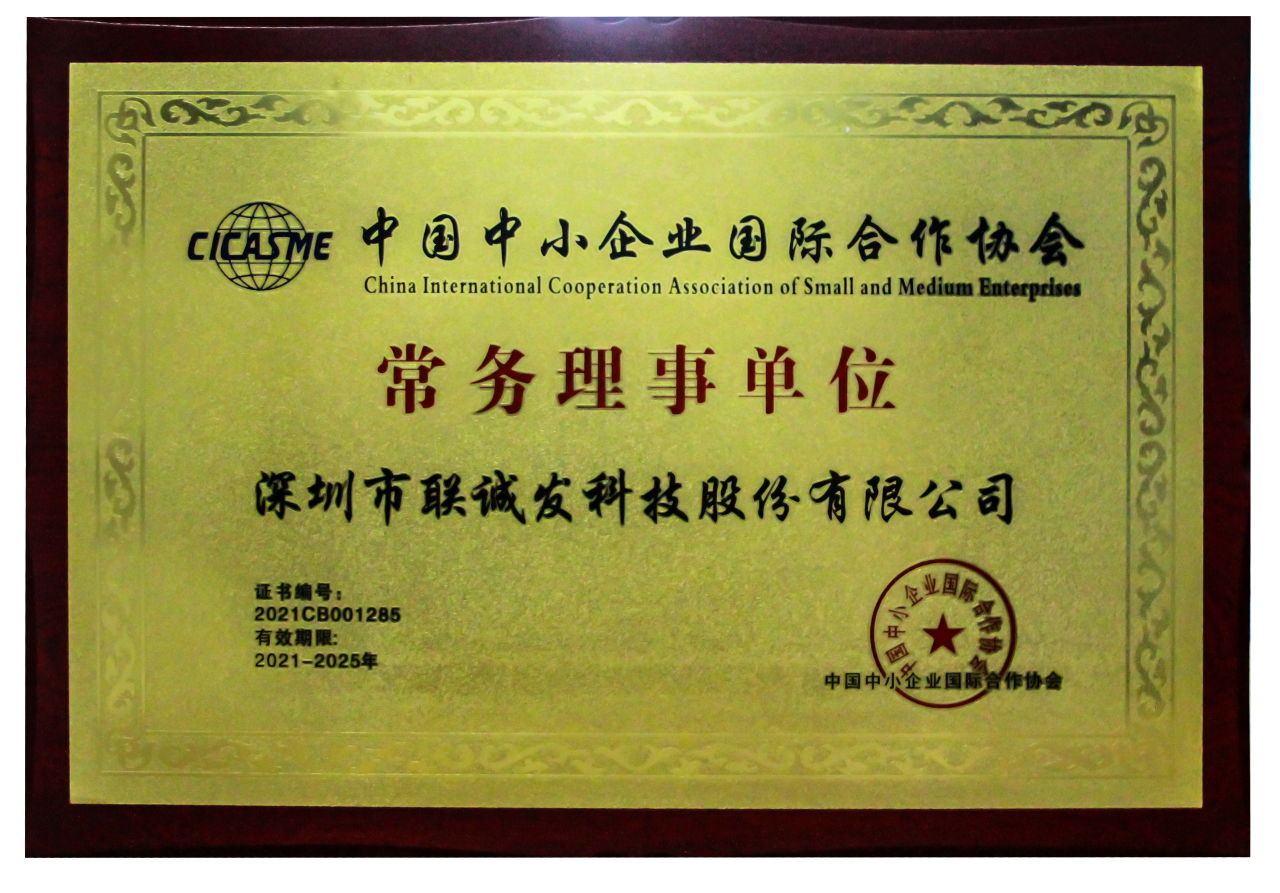 CICASME 中国中小企业国际合作协会
China International Cooperation Association of Small and Medium Enterprises
常务理事单位
深圳市联诚发科技股份有限公司
证书编号：
2021CB001285
有效期限:
2021-2025年
中国中小企业国际合作协会
中国中小企业国际合作协会